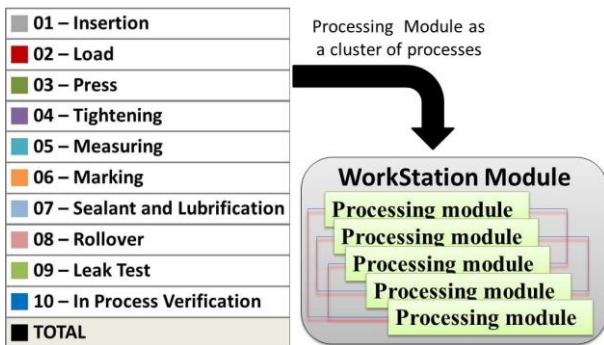 01 – Insertion
02 – Load
03 – Press
04 – Tightening
05 – Measuring
06 – Marking
07 – Sealant and Lubrification
08 – Rollover
09 – Leak Test
10 – In Process Verification
TOTAL
Processing Module as
a cluster of processes
WorkStation Module
Processing module
Processing module
Processing module
Processing module
Processing module